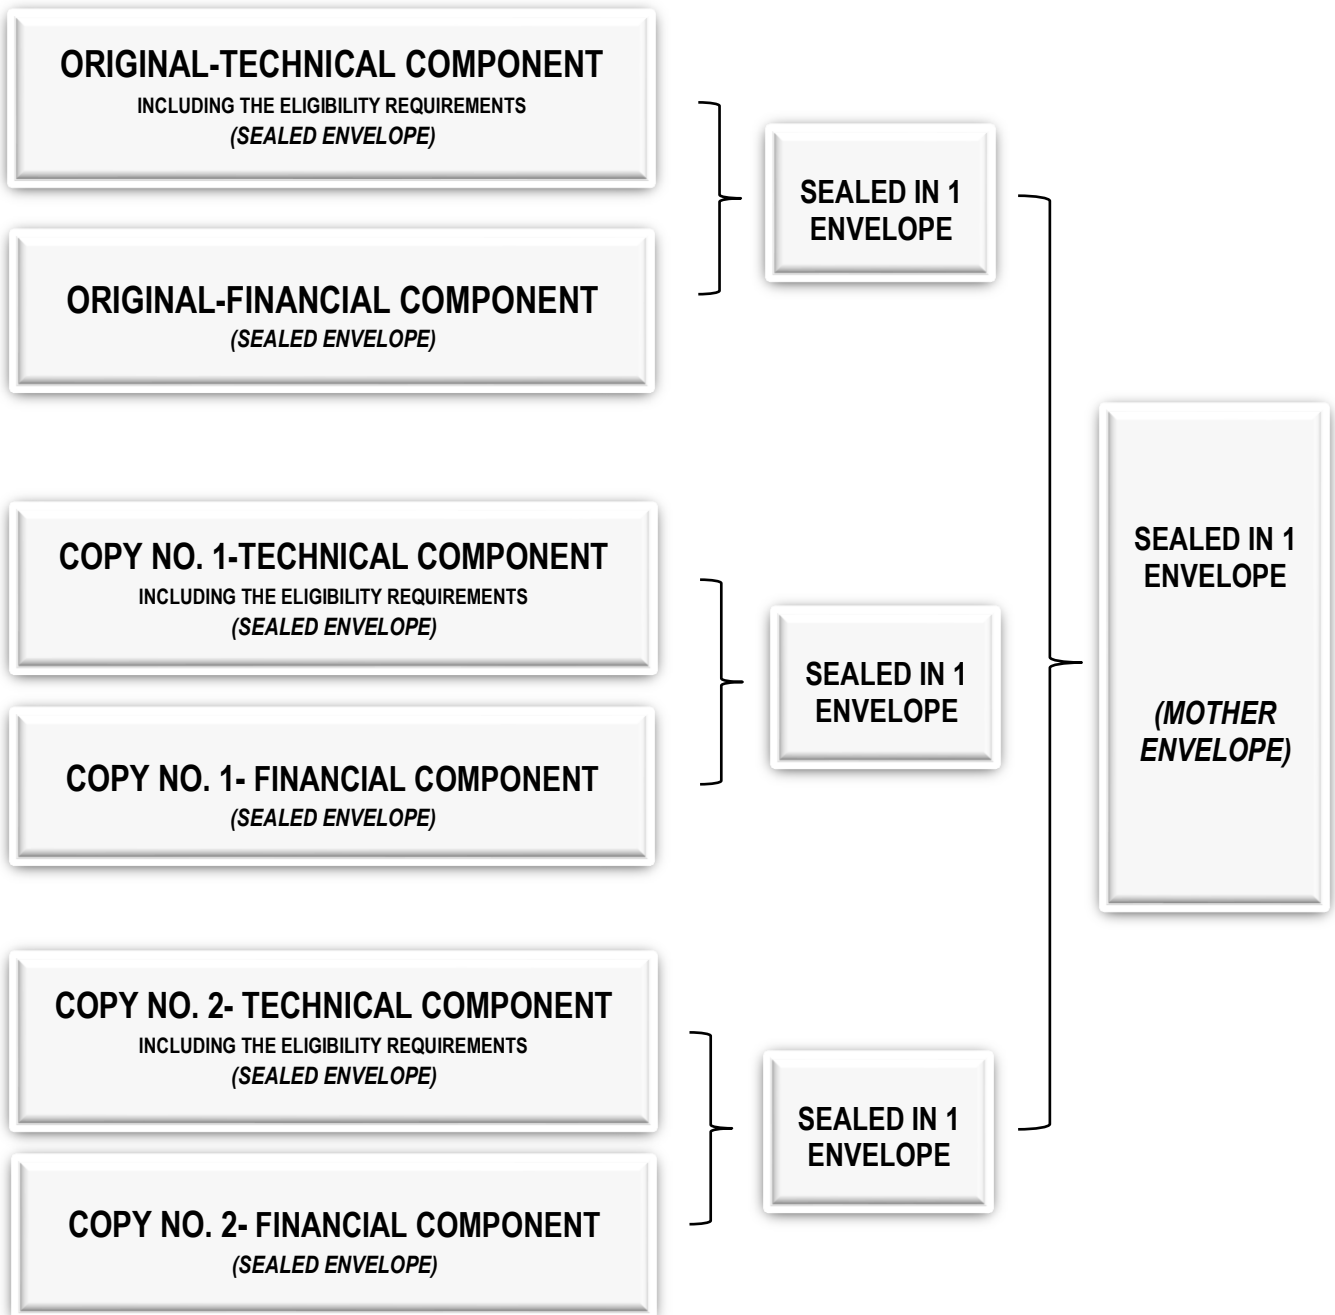 ORIGINAL-TECHNICAL COMPONENT
INCLUDING THE ELIGIBILITY REQUIREMENTS
(SEALED ENVELOPE)
ORIGINAL-FINANCIAL COMPONENT
(SEALED ENVELOPE)
SEALED IN 1
ENVELOPE
COPY NO. 1-TECHNICAL COMPONENT
INCLUDING THE ELIGIBILITY REQUIREMENTS
(SEALED ENVELOPE)
COPY NO. 1- FINANCIAL COMPONENT
(SEALED ENVELOPE)
SEALED IN 1
ENVELOPE
COPY NO. 2- TECHNICAL COMPONENT
INCLUDING THE ELIGIBILITY REQUIREMENTS
(SEALED ENVELOPE)
COPY NO. 2- FINANCIAL COMPONENT
(SEALED ENVELOPE)
SEALED IN 1
ENVELOPE
SEALED IN 1
ENVELOPE
(MOTHER
ENVELOPE)